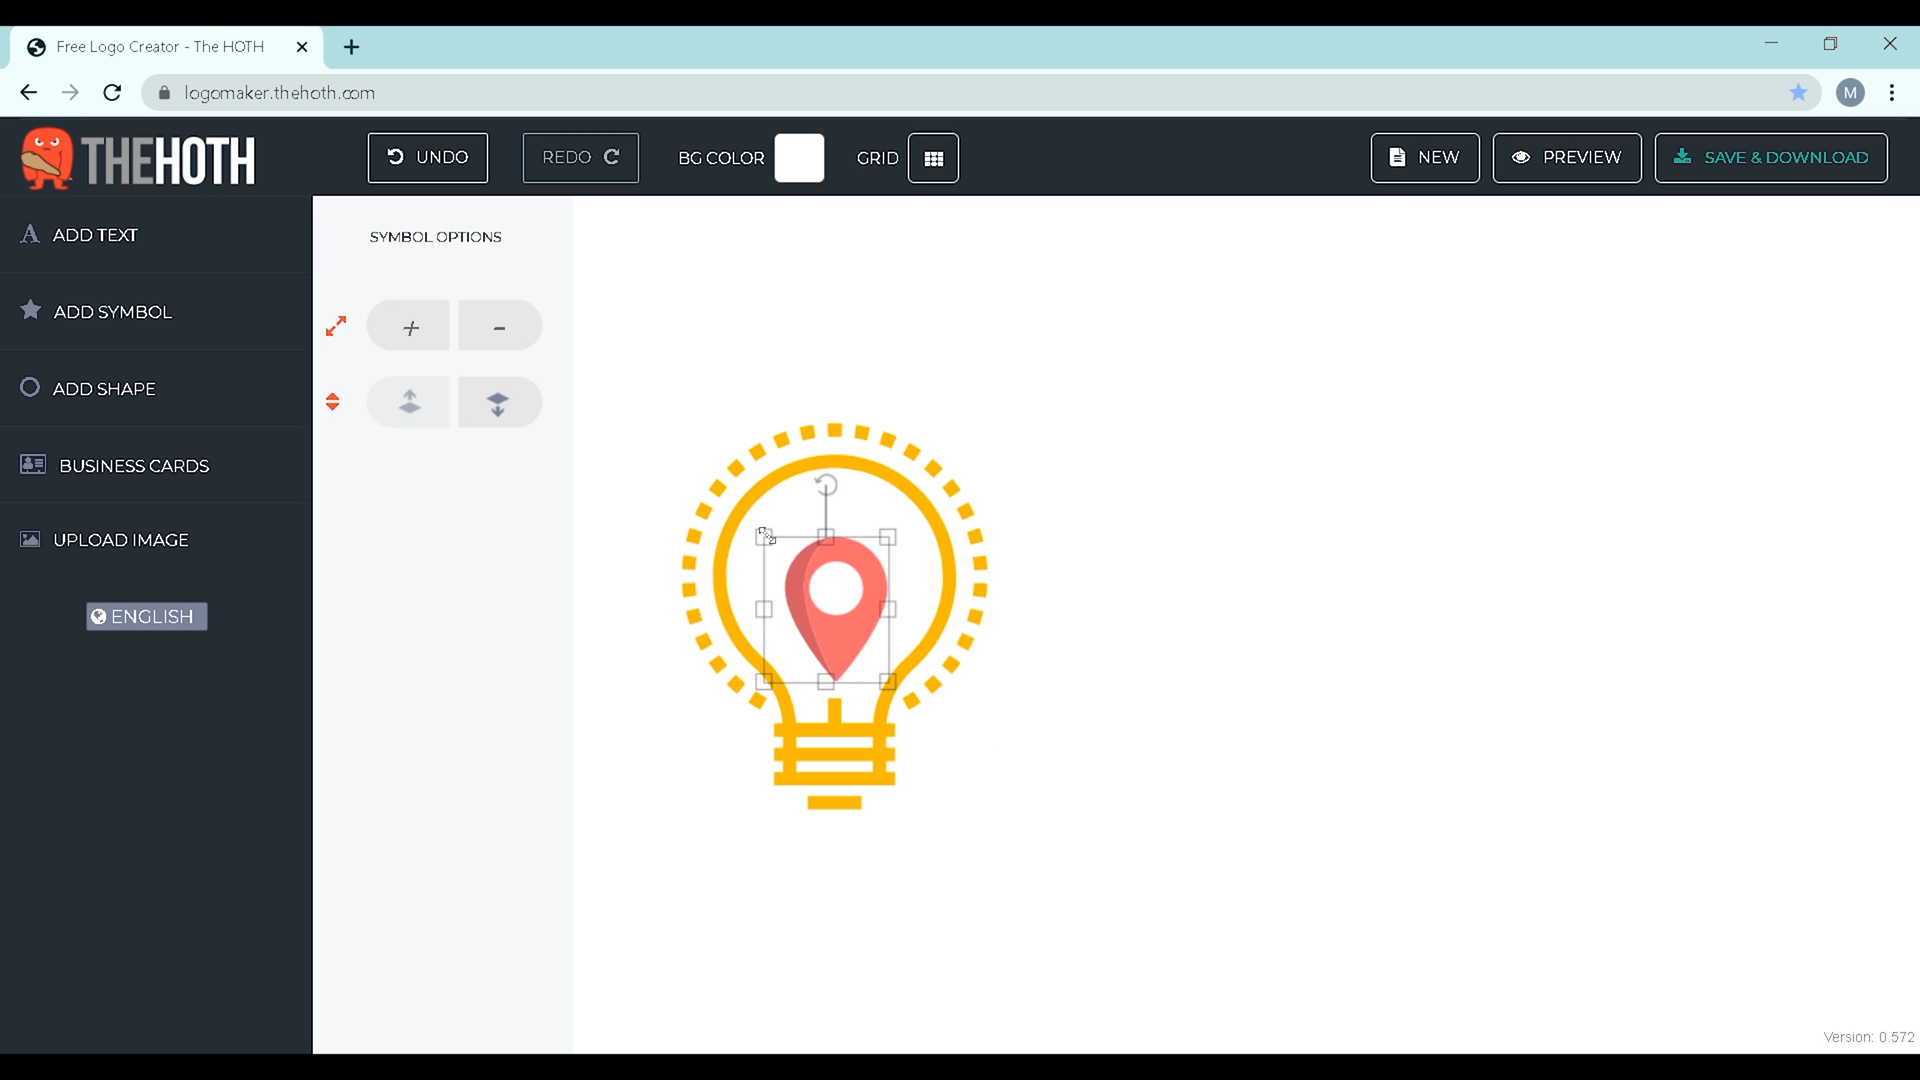 Free Logo Creator - The HOTH
logomaker.thehoth.com
M
THEHOTH
UNDO
REDO
BG COLOR
GRID
NEW
PREVIEW
SAVE & DOWNLOAD
ADD TEXT
ADD SYMBOL
ADD SHAPE
BUSINESS CARDS
UPLOAD IMAGE
ENGLISH
SYMBOL OPTIONS
+
-
Version: 0.572